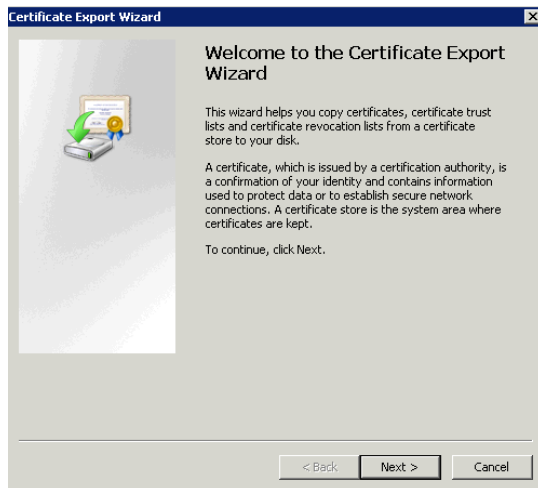 Certificate Export Wizard
Welcome to the Certificate Export
Wizard
This wizard helps you copy certificates, certificate trust
lists and certificate revocation lists from a certificate
store to your disk.
A certificate, which is issued by a certification authority, is
a confirmation of your identity and contains information
used to protect data or to establish secure network
connections. A certificate store is the system area where
certificates are kept.
To continue, click Next.
< Back
Next >
Cancel